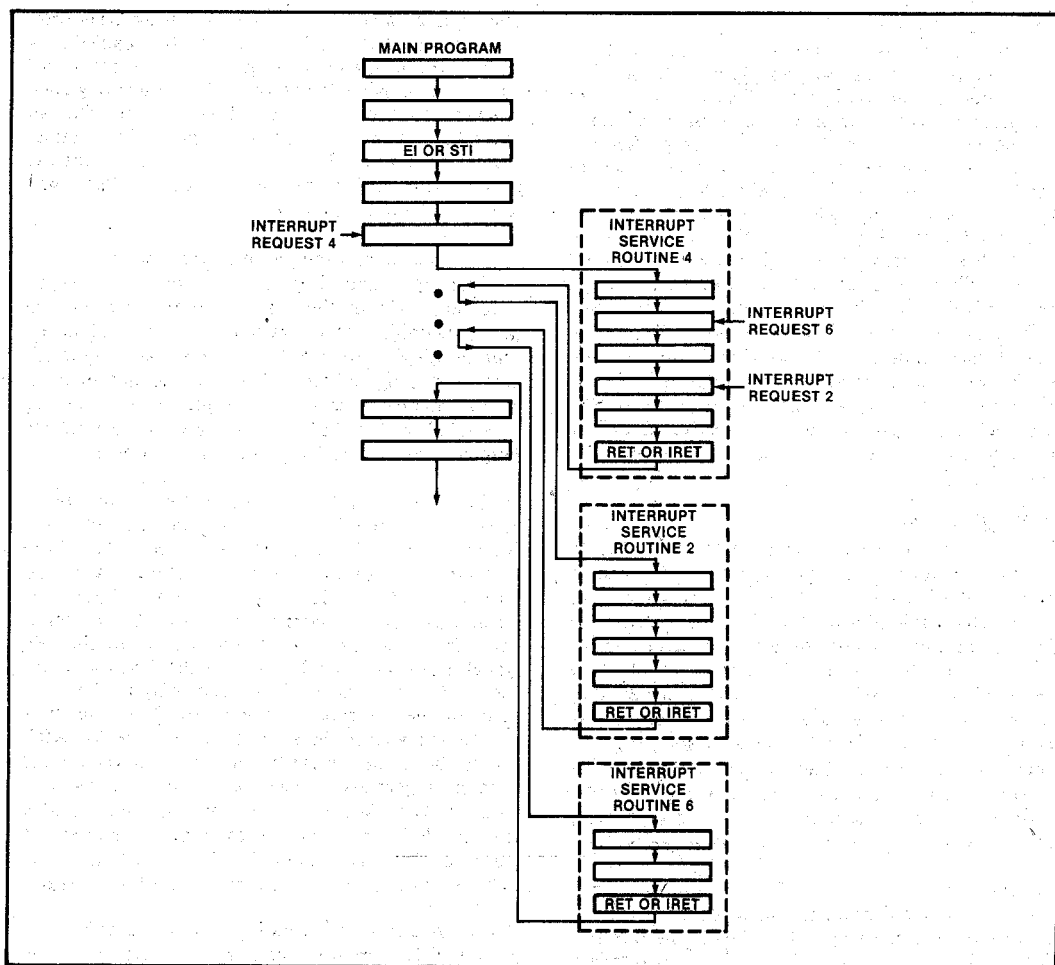 MAIN PROGRAM
EI OR STI
INTERRUPT
REQUEST 4
INTERRUPT
SERVICE
ROUTINE 4
INTERRUPT
REQUEST 6
INTERRUPT
REQUEST 2
RET OR IRET
INTERRUPT
SERVICE
ROUTINE 2
RET OR IRET
INTERRUPT
SERVICE
ROUTINE 6
RET OR IRET